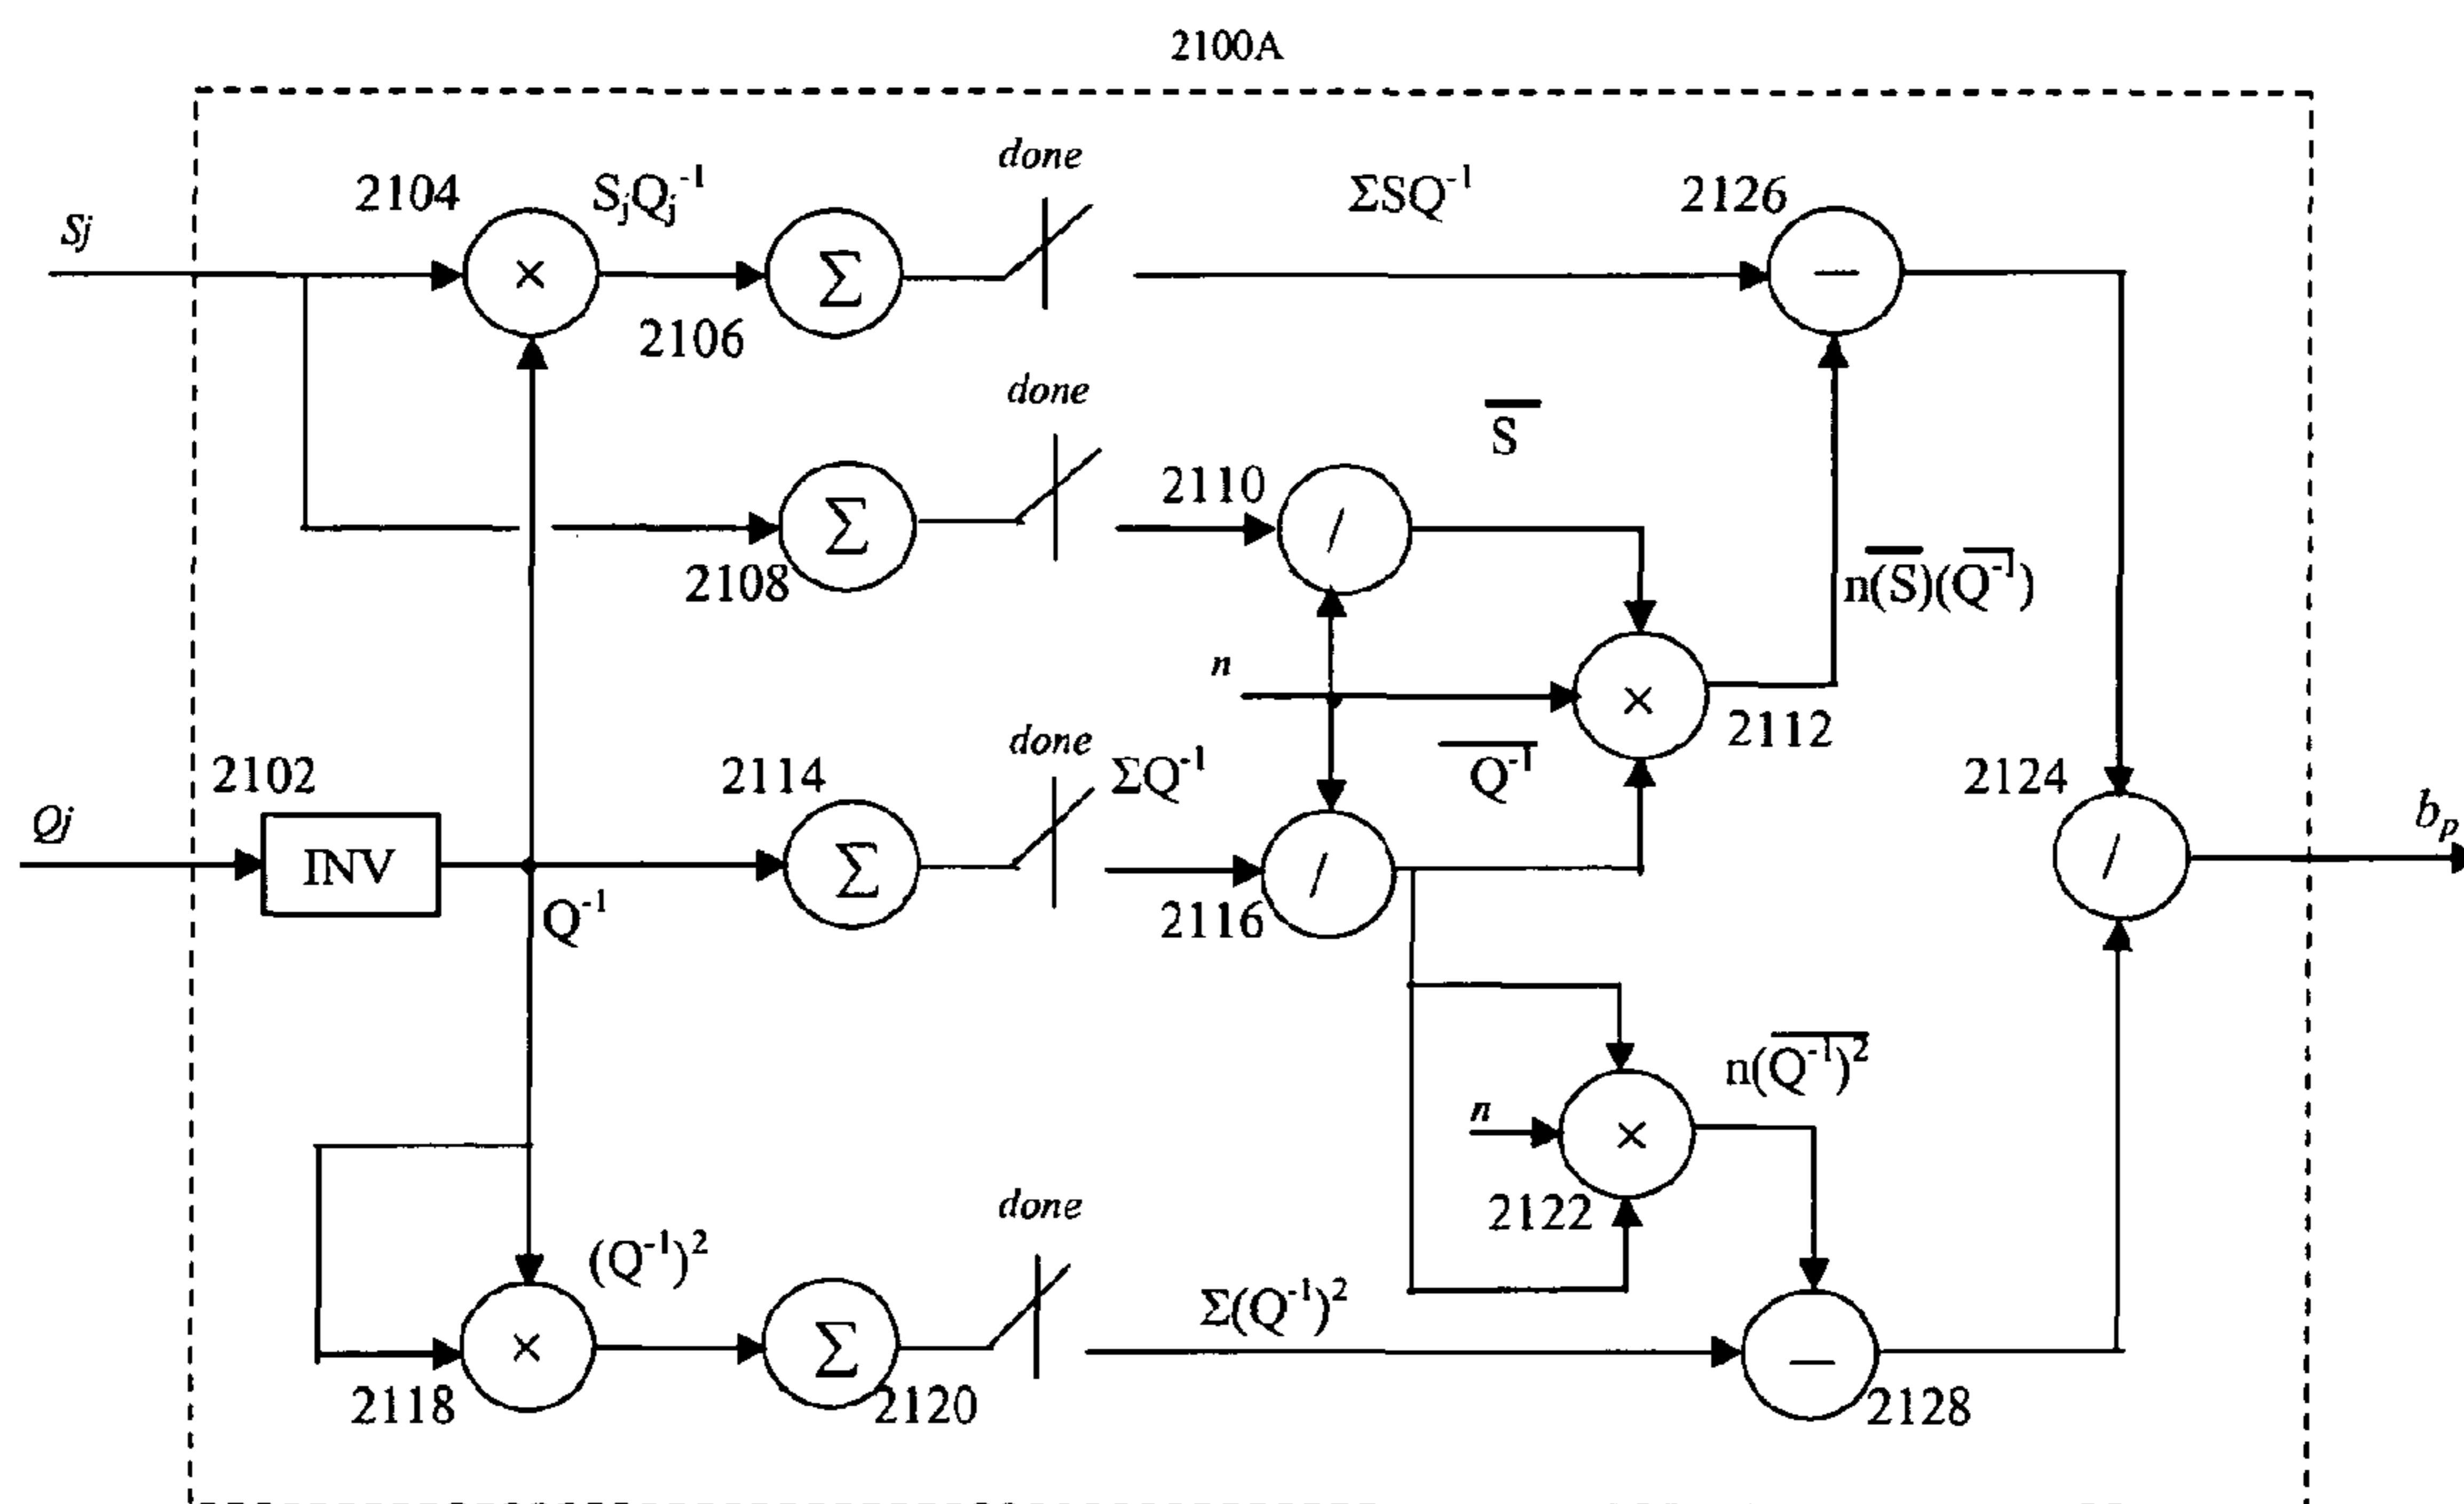 2100A
done
2104
SⱼQⱼ⁻¹
ΣSQ⁻¹
2126
Sj
×
Σ
—
2106
done
S̅
2110
Σ
/
2108
n(S̅)(Q⁻¹̅)
n
×
2112
done
ΣQ⁻¹
Q⁻¹̅
2102
2114
2124
Qj
INV
Σ
/
/
bₚ
Q⁻¹
2116
n(Q⁻¹̅)²
n
×
2122
done
(Q⁻¹)²
Σ(Q⁻¹)²
×
Σ
—
2118
2120
2128